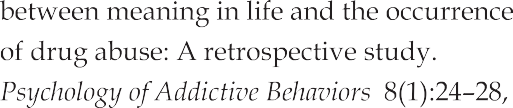 between meaning in life and the occurrence
of drug abuse: A retrospective study.
Psychology of Addictive Behaviors 8(1):24–28,